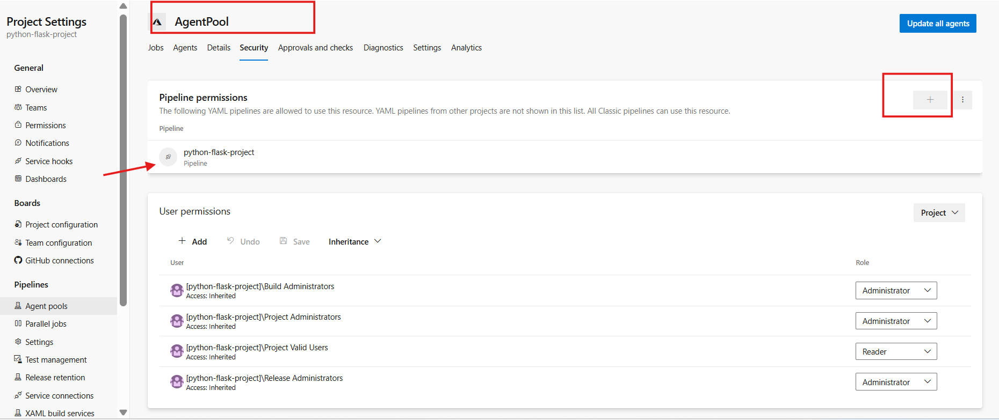 Project Settings
python-flask-project
General
Overview
Teams
Permissions
Notifications
Service hooks
Dashboards
Boards
Project configuration
Team configuration
GitHub connections
Pipelines
Agent pools
Parallel jobs
Settings
Test management
Release retention
Service connections
XAML build services
AgentPool
Update all agents
Jobs Agents Details Security Approvals and checks Diagnostics Settings Analytics
Pipeline permissions
The following YAML pipelines are allowed to use this resource. YAML pipelines from other projects are not shown in this list. All Classic pipelines can use this resource.
Pipeline
python-flask-project
Pipeline
User permissions
Project
Add Undo Save Inheritance
User Role
[python-flask-project]\Build Administrators
Access: Inherited
Administrator
[python-flask-project]\Project Administrators
Access: Inherited
Administrator
[python-flask-project]\Project Valid Users
Access: Inherited
Reader
[python-flask-project]\Release Administrators
Access: Inherited
Administrator